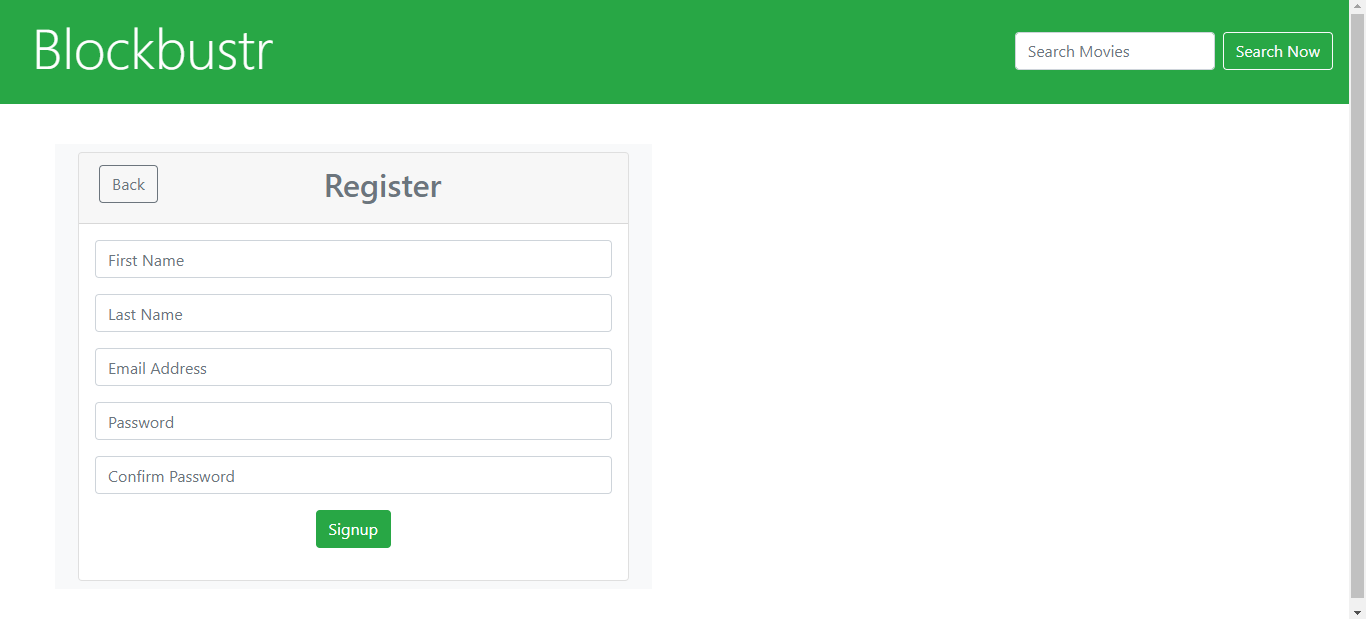 Blockbustr
Search Movies
Search Now
Back
Register
First Name
Last Name
Email Address
Password
Confirm Password
Signup